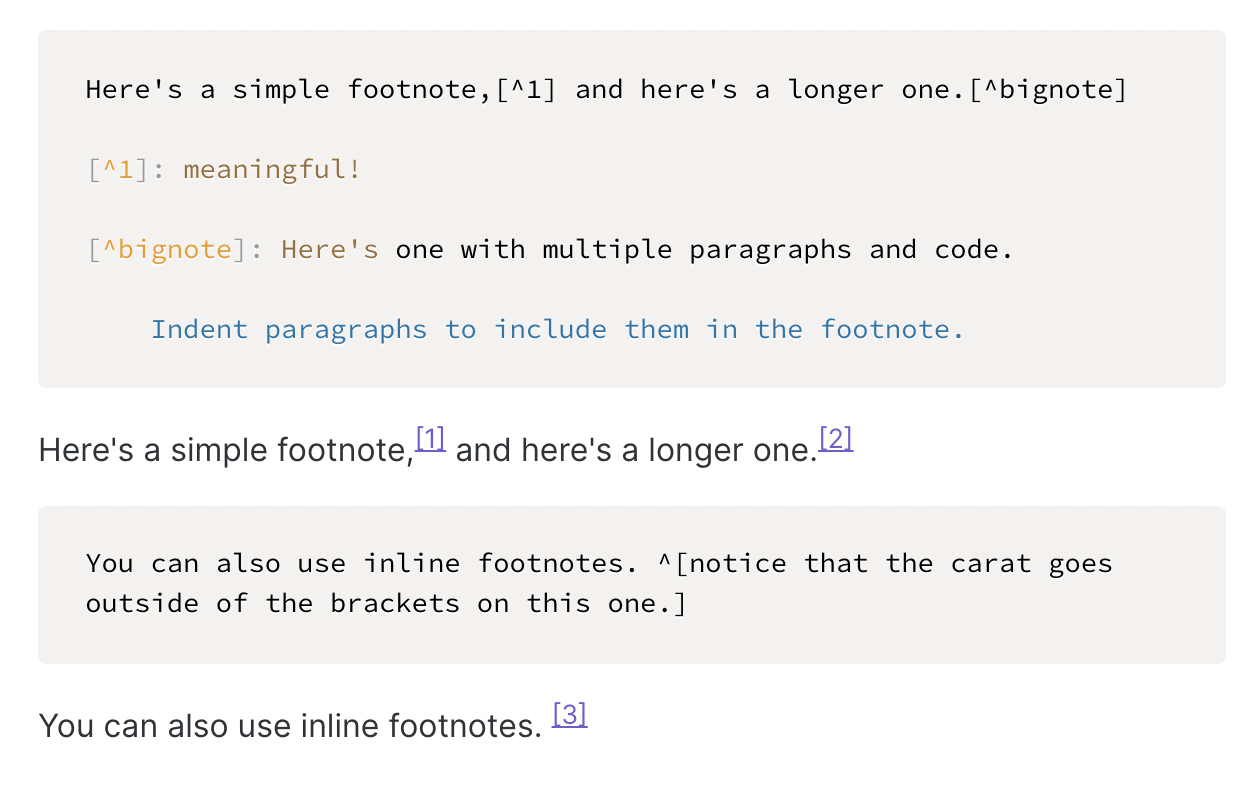 Here's a simple footnote,[^1] and here's a longer one.[^bignote]
[^1]: meaningful!
[^bignote]: Here's one with multiple paragraphs and code.
Indent paragraphs to include them in the footnote.
Here's a simple footnote,[1] and here's a longer one.[2]
You can also use inline footnotes. ^[notice that the carat goes
outside of the brackets on this one.]
You can also use inline footnotes. [3]